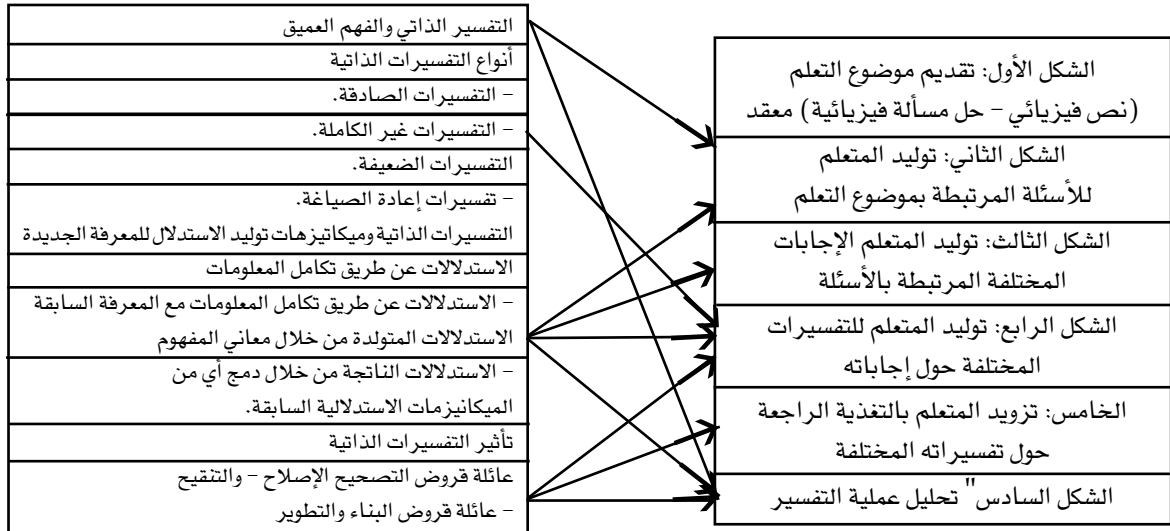 التفسير الذاتي والفهم العميق
أنواع التفسيرات الذاتية
- التفسيرات الصادقة.
- التفسيرات غير الكاملة.
التفسيرات الضعيفة.
- تفسيرات إعادة الصياغة.
التفسيرات الذاتية وميكاتيزهات توليد الاستدلال للمعرفة الجديدة
الاستدلالات عن طريق تكامل المعلومات
- الاستدلالات عن طريق تكامل المعلومات مع المعرفة السابقة
الاستدلالات المتولدة من خلال معاني المفهوم
- الاستدلالات الناتجة من خلال دمج أي من
الميكانيزمات الاستدلالية السابقة.
تأثير التفسيرات الذاتية
عائلة قروض التصحيح الإصلاح - والتنقيح
- عائلة قروض البناء والتطوير
الشكل الأول: تقديم موضوع التعلم
(نص فيزيائي - حل مسألة فيزيائية) معقد
الشكل الثاني: توليد المتعلم
للأسئلة المرتبطة بموضوع التعلم
الشكل الثالث: توليد المتعلم الإجابات
المختلفة المرتبطة بالأسئلة
الشكل الرابع: توليد المتعلم للتفسيرات
المختلفة حول إجاباته
الخامس: تزويد المتعلم بالتغذية الراجعة
حول تفسيراته المختلفة
الشكل السادس" تحليل عملية التفسير